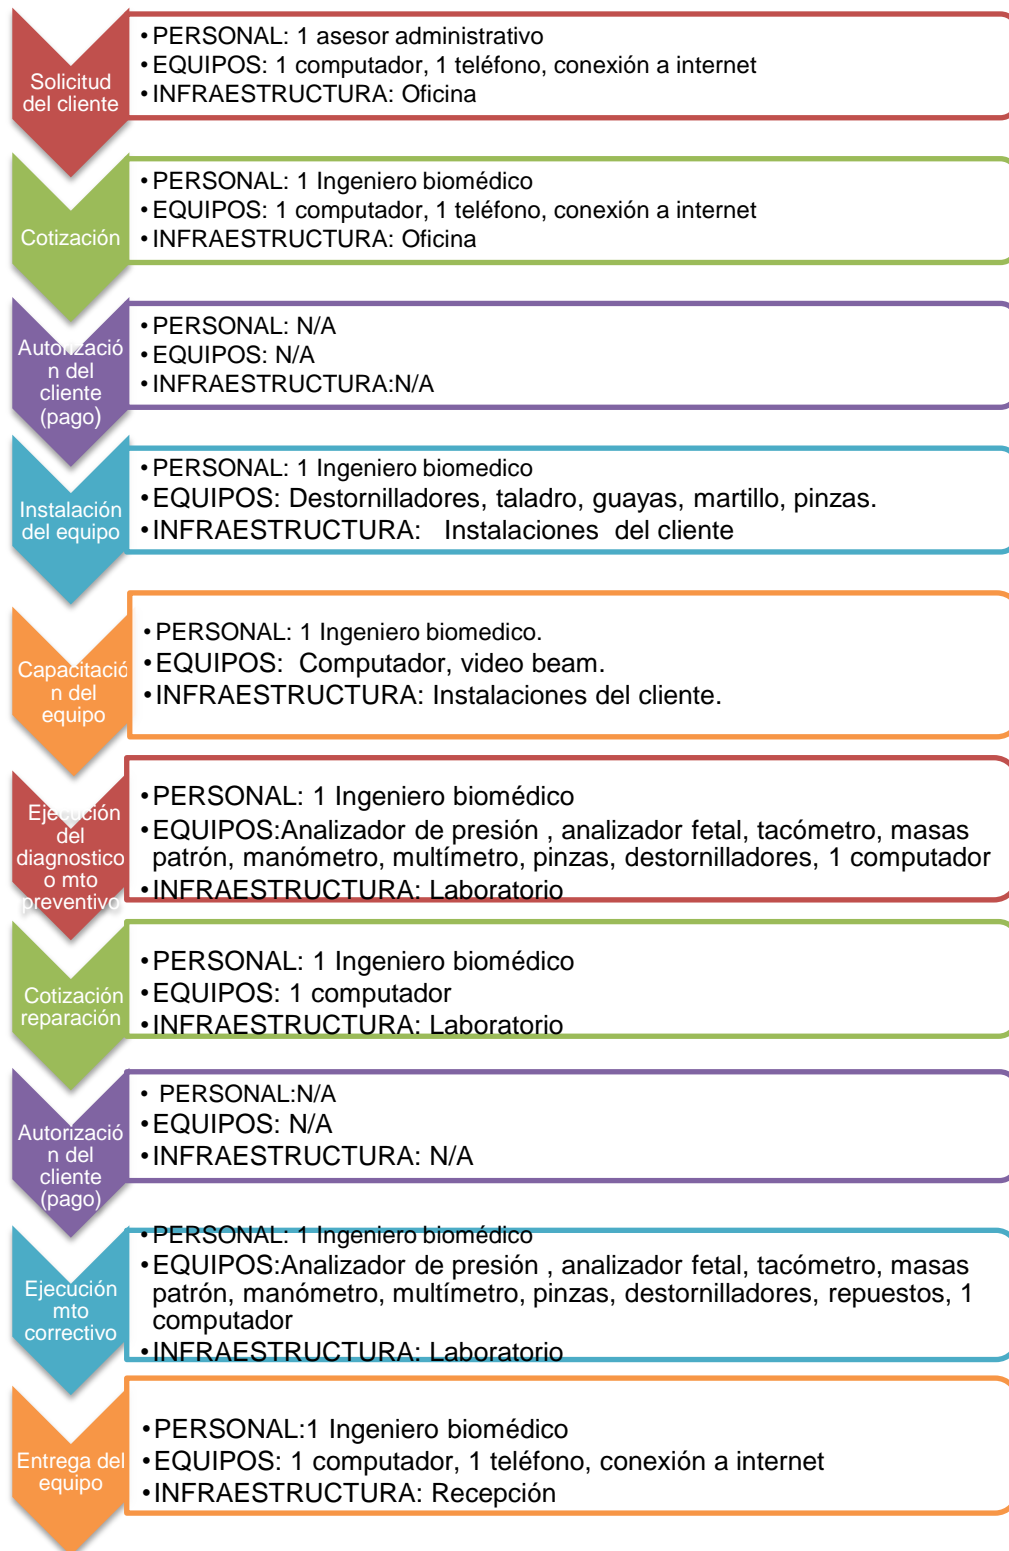 Solicitud
del cliente
•PERSONAL: 1 asesor administrativo
•EQUIPOS: 1 computador, 1 teléfono, conexión a internet
•INFRAESTRUCTURA: Oficina
Cotización
•PERSONAL: 1 Ingeniero biomédico
•EQUIPOS: 1 computador, 1 teléfono, conexión a internet
•INFRAESTRUCTURA: Oficina
Autorizació
n del
cliente
(pago)
•PERSONAL: N/A
•EQUIPOS: N/A
•INFRAESTRUCTURA:N/A
Instalación
del equipo
•PERSONAL: 1 Ingeniero biomedico
•EQUIPOS: Destornilladores, taladro, guayas, martillo, pinzas.
•INFRAESTRUCTURA: Instalaciones del cliente
Capacitació
n del
equipo
•PERSONAL: 1 Ingeniero biomedico.
•EQUIPOS: Computador, video beam.
•INFRAESTRUCTURA: Instalaciones del cliente.
Ejecución
del
diagnostico
o mto
preventivo
•PERSONAL: 1 Ingeniero biomédico
•EQUIPOS:Analizador de presión , analizador fetal, tacómetro, masas
patrón, manómetro, multímetro, pinzas, destornilladores, 1 computador
•INFRAESTRUCTURA: Laboratorio
Cotización
reparación
•PERSONAL: 1 Ingeniero biomédico
•EQUIPOS: 1 computador
•INFRAESTRUCTURA: Laboratorio
Autorizació
n del
cliente
(pago)
• PERSONAL:N/A
•EQUIPOS: N/A
•INFRAESTRUCTURA: N/A
Ejecución
mto
correctivo
•PERSONAL: 1 Ingeniero biomédico
•EQUIPOS:Analizador de presión , analizador fetal, tacómetro, masas
patrón, manómetro, multímetro, pinzas, destornilladores, repuestos, 1
computador
•INFRAESTRUCTURA: Laboratorio
Entrega del
equipo
•PERSONAL:1 Ingeniero biomédico
•EQUIPOS: 1 computador, 1 teléfono, conexión a internet
•INFRAESTRUCTURA: Recepción